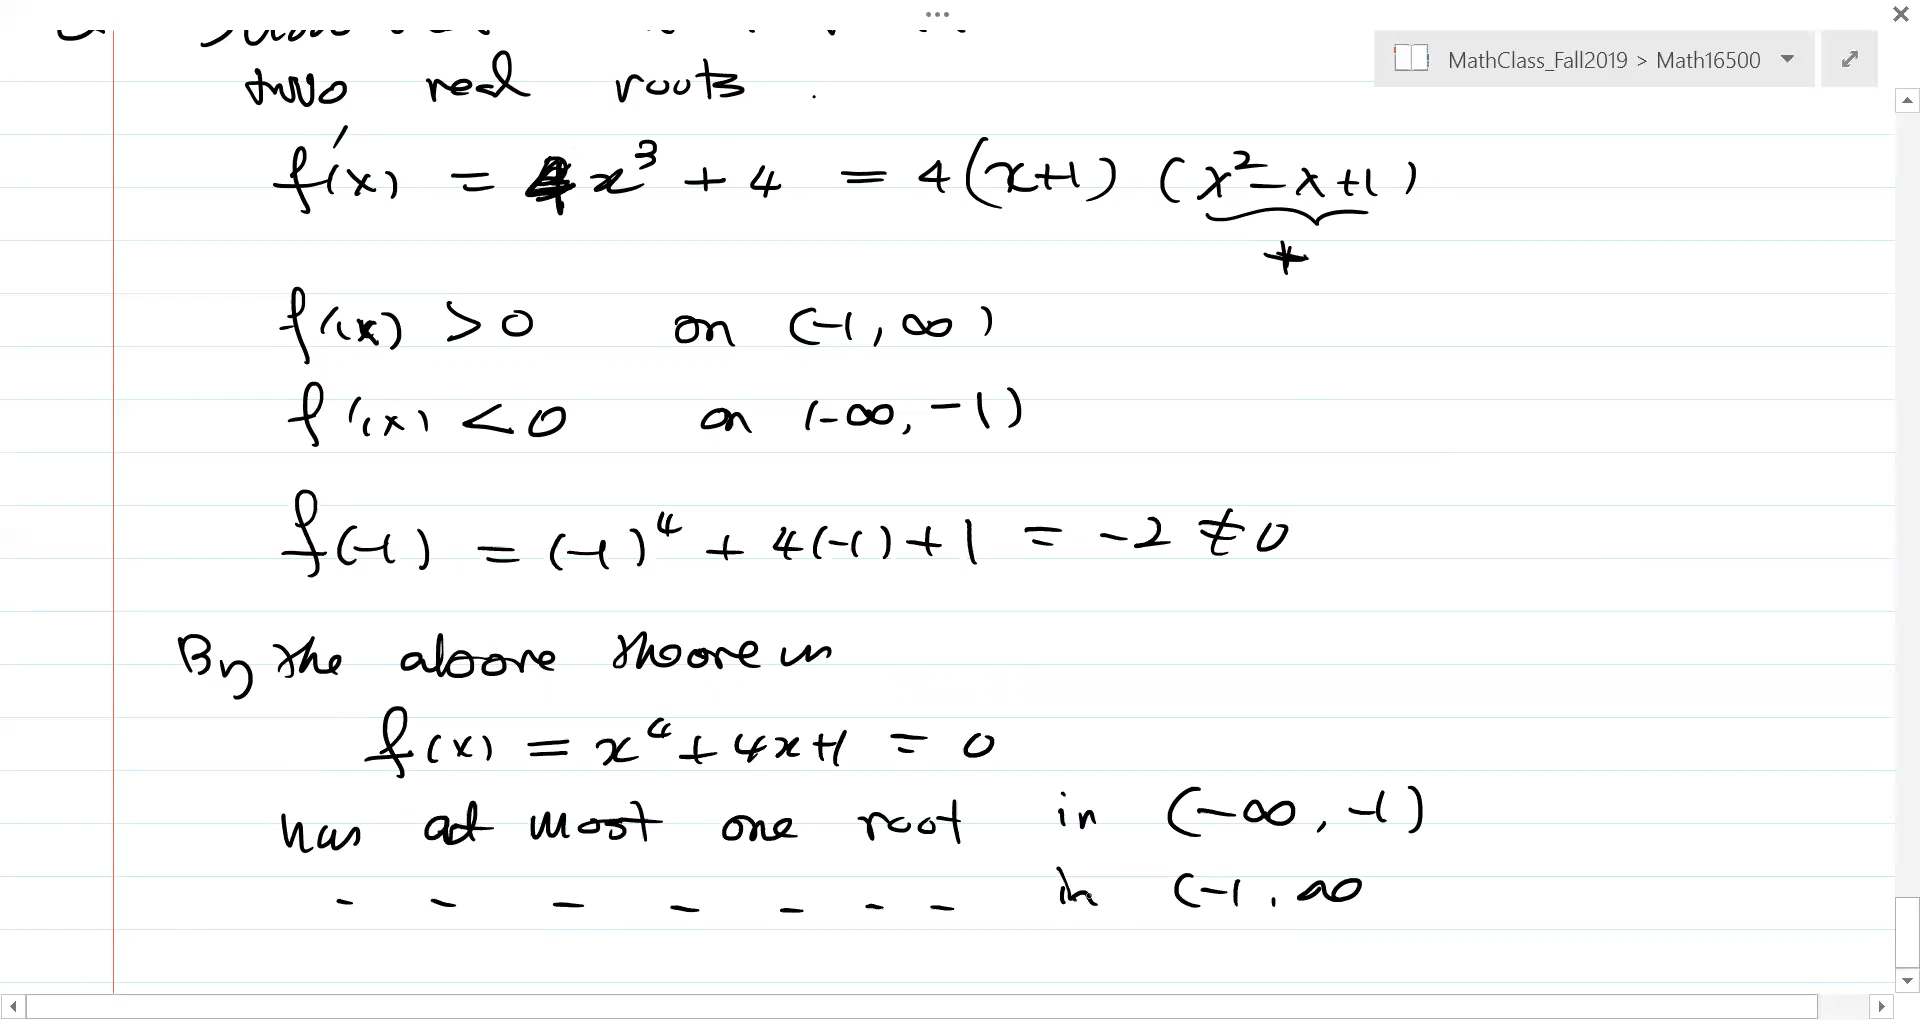 MathClass_Fall2019 > Math16500
two real roots.
f'(x) = 4x³ + 4 = 4(x+1) (x²-x+1)
+
f'(x) > 0 on (-1, ∞)
f'(x) < 0 on (-∞, -1)
f(-1) = (-1)⁴ + 4(-1) + 1 = -2 ≠ 0
By the above theorem
f(x) = x⁴ + 4x+1 = 0
has at most one root in (-∞, -1)
- - - - - - - in (-1, ∞